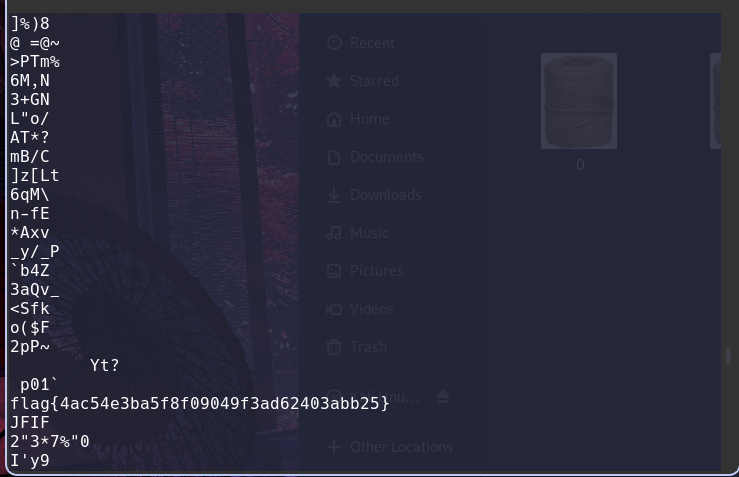 ]%)8
@ =@~
>PTm%
6M,N
3+GN
L"o/
AT*?
mB/C
]z[Lt
6qM\
n-fE
*Axv
_y/_P
`b4Z
3aQv_
<Sfk
o($F
2pP~
Yt?
p01`
flag{4ac54e3ba5f8f09049f3ad62403abb25}
JFIF
2"3*7%"0
I'y9
Recent
Starred
Home
Documents
Downloads
Music
Pictures
Videos
Trash
Other Locations
0